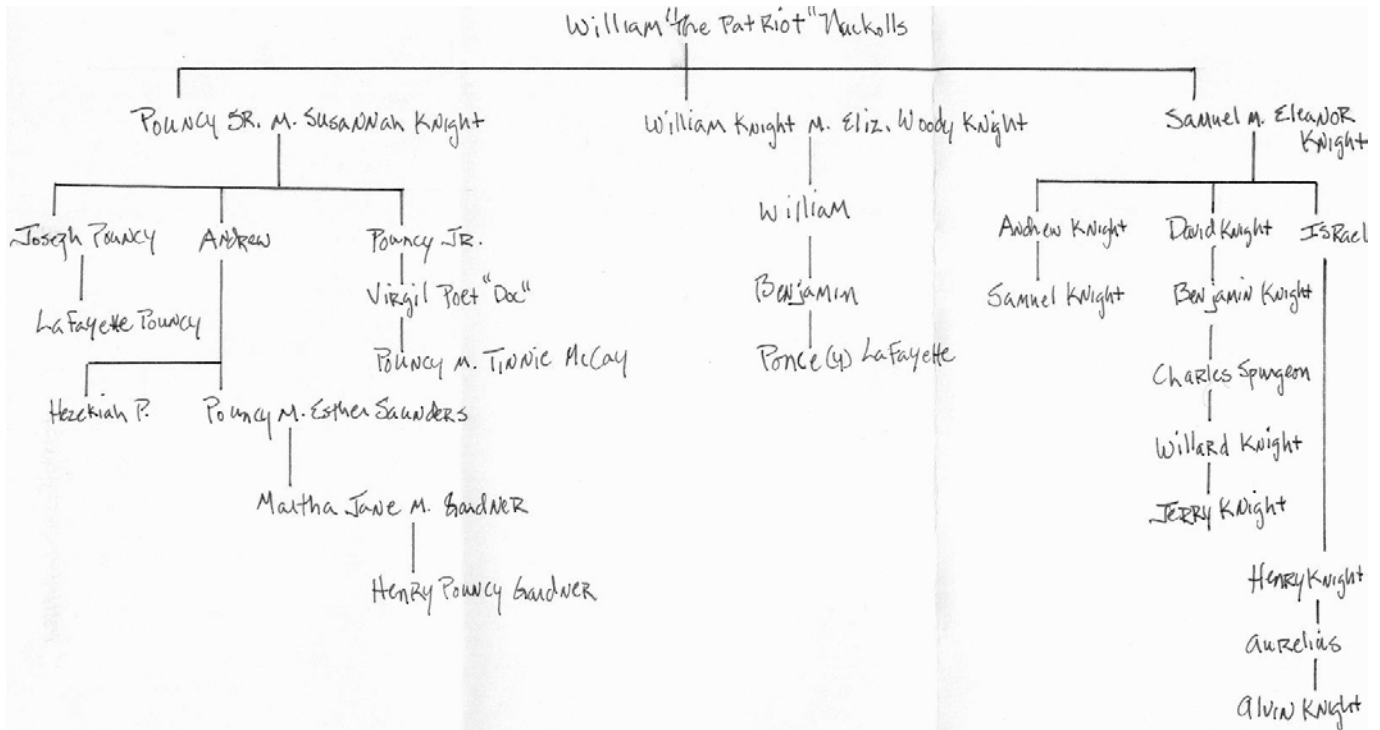 William "the Patriot" Nuckolls
Pouncy SR. m. Susannah Knight
William Knight m. Eliz. Woody Knight
Samuel m. Eleanor
Knight
Joseph Pouncy
Andrew
Pouncy JR.
William
Andrew Knight
David Knight
Israel
LaFayette Pouncy
Virgil Poet "Doc"
Benjamin
Samuel Knight
Benjamin Knight
Pouncy m. Tinnie McCay
Ponce(y) LaFayette
Charles Spurgeon
Hezekiah P.
Pouncy m. Esther Saunders
Willard Knight
Martha Jane m. Gardner
Jerry Knight
Henry Pouncy Gardner
Henry Knight
Aurelius
Alvin Knight